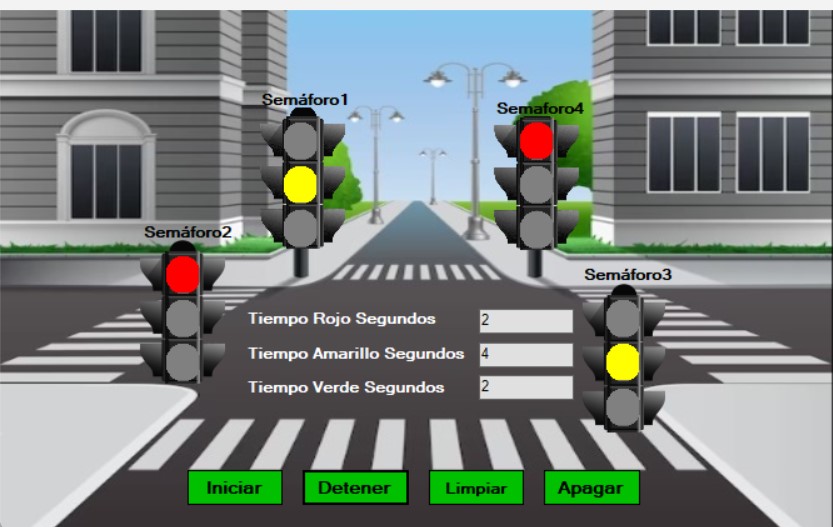 Semáforo1
Semaforo4
Semáforo2
Semáforo3
Tiempo Rojo Segundos 2
Tiempo Amarillo Segundos 4
Tiempo Verde Segundos 2
Iniciar Detener Limpiar Apagar